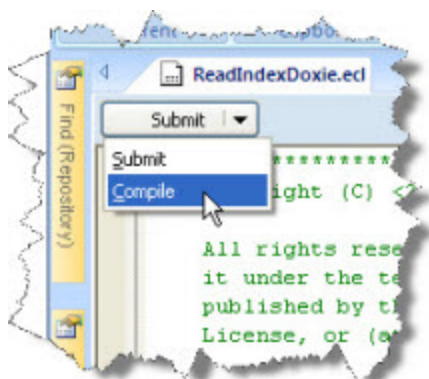 ReadIndexDoxie.ecl
Find (Repository)
Submit
Submit
Compile
************
ight (C) <
All rights rese
it under the te
published by t
License, or (a